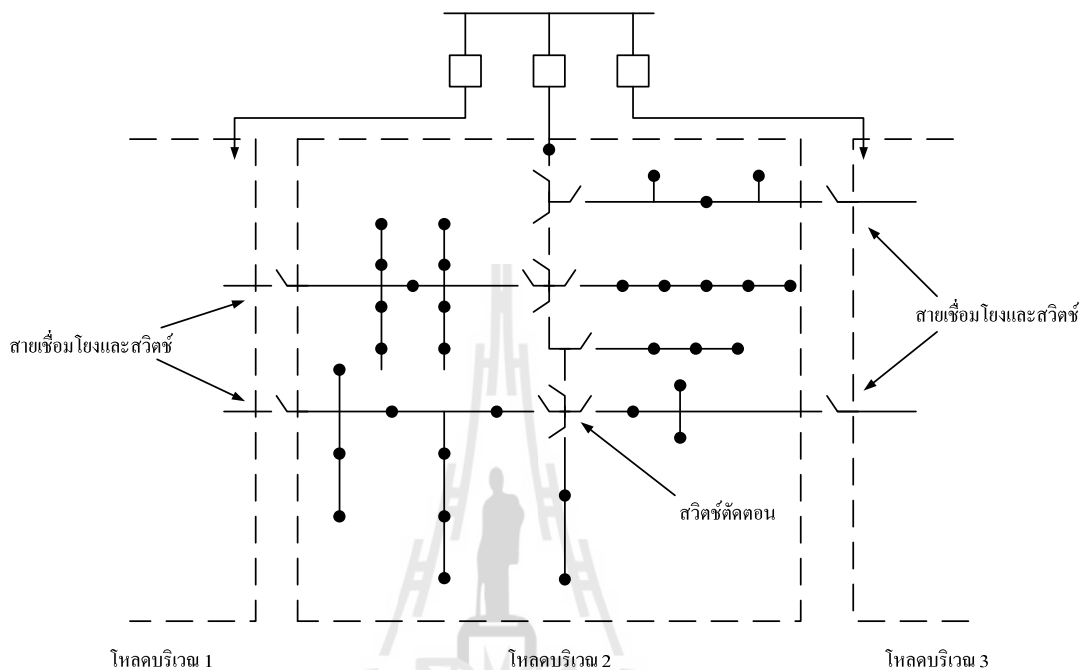 สายเชื่อมโยงและสวิตช์
สายเชื่อมโยงและสวิตช์
สวิตช์ตัดตอน
โหลดบริเวณ 1
โหลดบริเวณ 2
โหลดบริเวณ 3